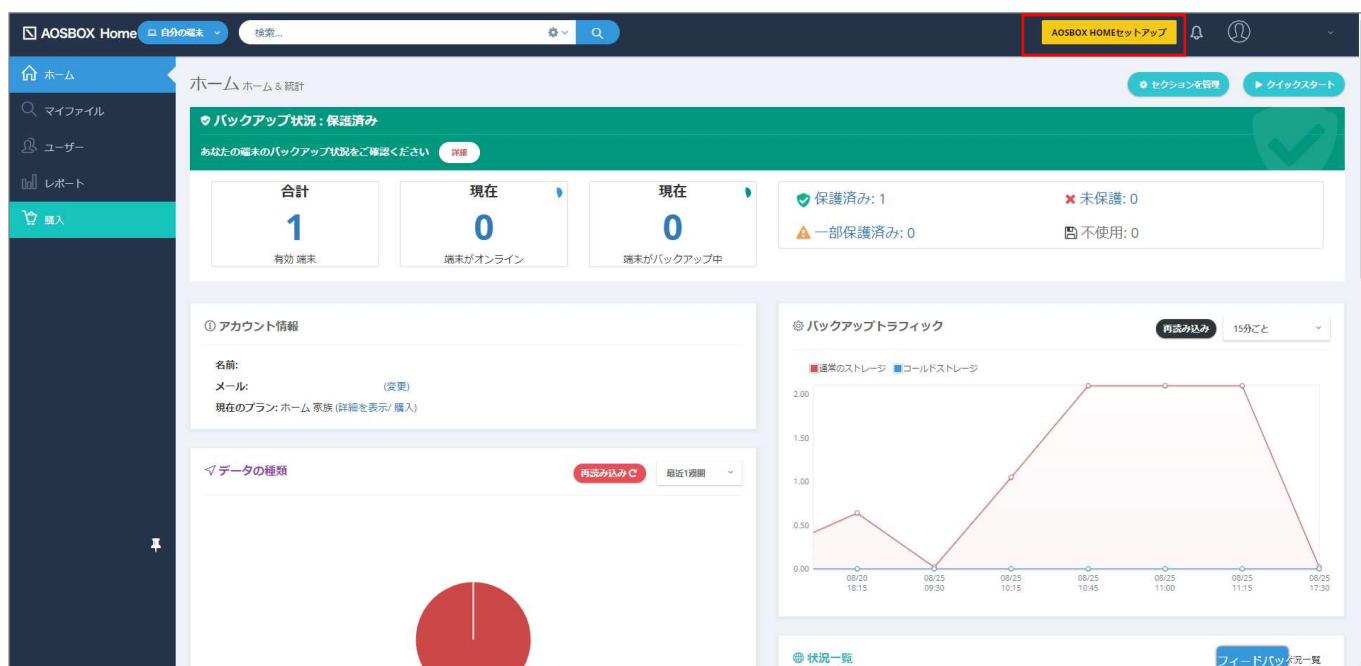 AOSBOX Home
自分の端末
検索...
AOSBOX HOMEセットアップ
ホーム
マイファイル
ユーザー
レポート
購入
ホーム ホーム & 統計
セクションを管理
クイックスタート
バックアップ状況 : 保護済み
あなたの端末のバックアップ状況をご確認ください 詳細
合計
1
有効 端末
現在
0
端末がオンライン
現在
0
端末がバックアップ中
保護済み: 1
未保護: 0
一部保護済み: 0
不使用: 0
アカウント情報
名前:
メール: (変更)
現在のプラン: ホーム 家族 (詳細を表示/ 購入)
データの種類
再読み込み
最近1週間
バックアップトラフィック
再読み込み
15分ごと
通常のストレージ コールドストレージ
2.00
1.50
1.00
0.50
0.00
08/20 08/25 08/25 08/25 08/25 08/25 08/25
18:15 09:30 10:15 10:45 11:00 11:15 17:30
状況一覧
フィードバッ
況一覧